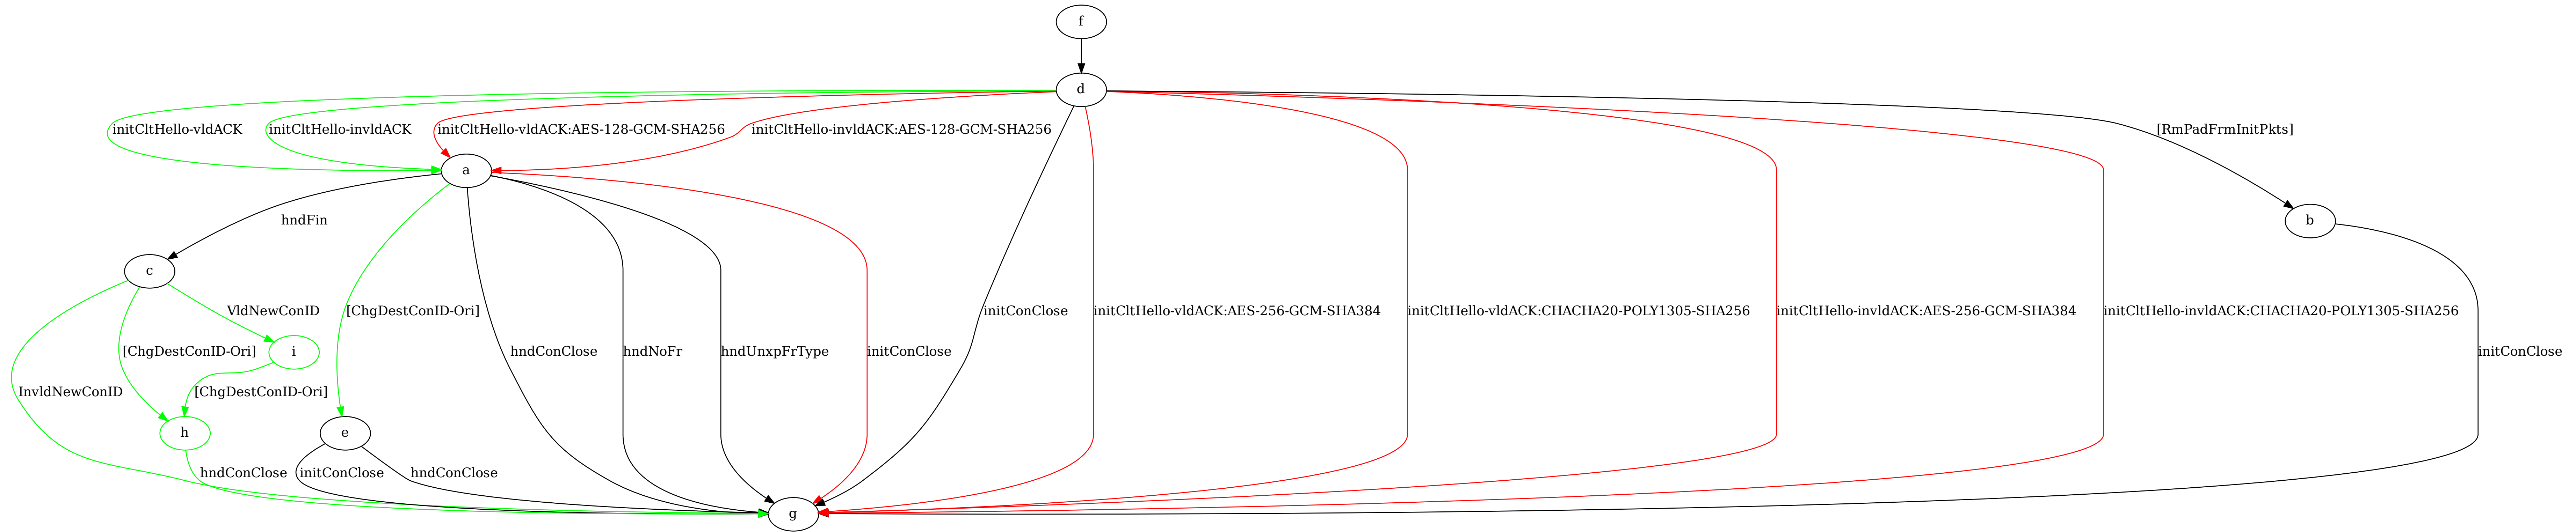 f
d
initCltHello-vldACK
initCltHello-invldACK
initCltHello-vldACK:AES-128-GCM-SHA256
initCltHello-invldACK:AES-128-GCM-SHA256
[RmPadFrmInitPkts]
a
hndFin
b
c
VldNewConID
[ChgDestConID-Ori]
initConClose
initCltHello-vldACK:AES-256-GCM-SHA384
initCltHello-vldACK:CHACHA20-POLY1305-SHA256
initCltHello-invldACK:AES-256-GCM-SHA384
initCltHello-invldACK:CHACHA20-POLY1305-SHA256
[ChgDestConID-Ori]
i
hndConClose
hndNoFr
hndUnxpFrType
initConClose
initConClose
InvldNewConID
[ChgDestConID-Ori]
h
e
hndConClose
initConClose
hndConClose
g